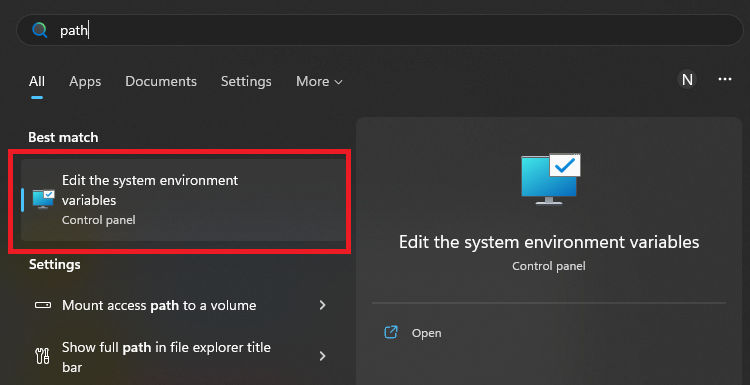 path
All
Apps
Documents
Settings
More
N
Best match
Edit the system environment
variables
Control panel
Settings
Mount access path to a volume
Show full path in file explorer title
bar
Edit the system environment variables
Control panel
Open